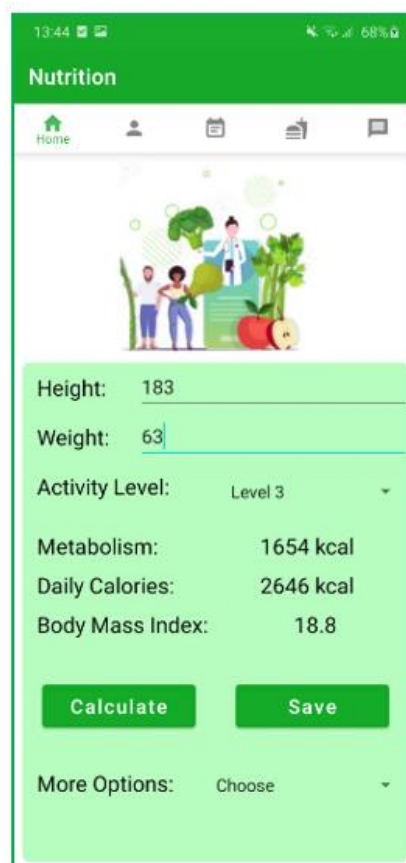 13:44 68%
Nutrition
Home
Height: 183
Weight: 63
Activity Level: Level 3
Metabolism: 1654 kcal
Daily Calories: 2646 kcal
Body Mass Index: 18.8
Calculate Save
More Options: Choose